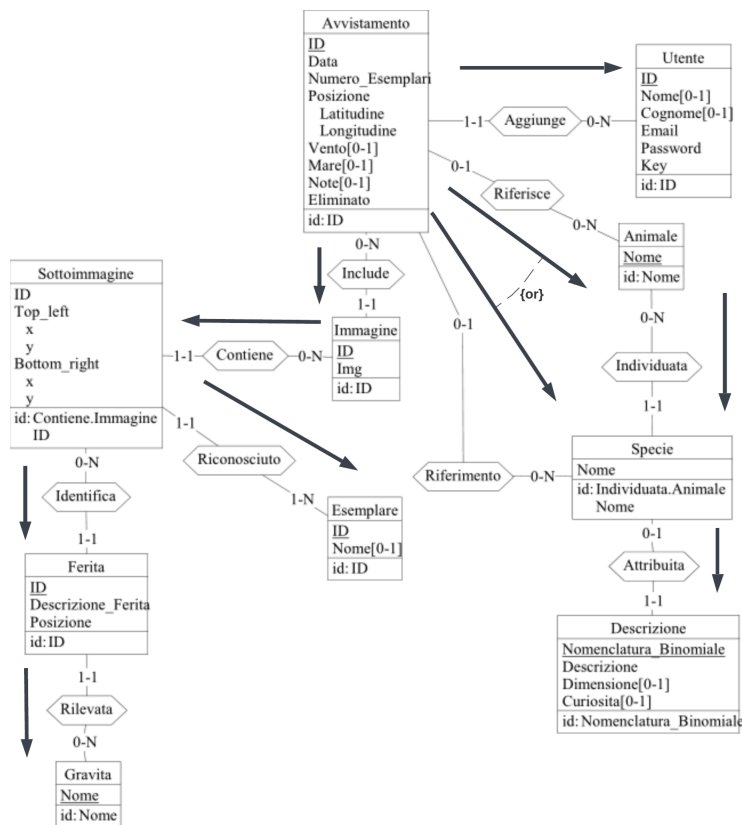 Avvistamento
ID
Data
Numero_Esemplari
Posizione
Latitudine
Longitudine
Vento[0-1]
Mare[0-1]
Note[0-1]
Eliminato
id: ID
Utente
ID
Nome[0-1]
Cognome[0-1]
Email
Password
Key
id: ID
1-1
Aggiunge
0-N
0-1
Riferisce
0-N
Animale
Nome
id: Nome
0-N
Include
1-1
{or}
0-1
0-N
Individuata
1-1
Sottoimmagine
ID
Top_left
x
y
Bottom_right
x
y
id: Contiene.Immagine
ID
1-1
Contiene
0-N
Immagine
ID
Img
id: ID
1-1
Riconosciuto
1-N
Esemplare
ID
Nome[0-1]
id: ID
Riferimento
0-N
Specie
Nome
id: Individuata.Animale
Nome
0-N
Identifica
1-1
0-1
Attribuita
1-1
Ferita
ID
Descrizione_Ferita
Posizione
id: ID
Descrizione
Nomenclatura_Binomiale
Descrizione
Dimensione[0-1]
Curiosita[0-1]
id: Nomenclatura_Binomiale
1-1
Rilevata
0-N
Gravita
Nome
id: Nome